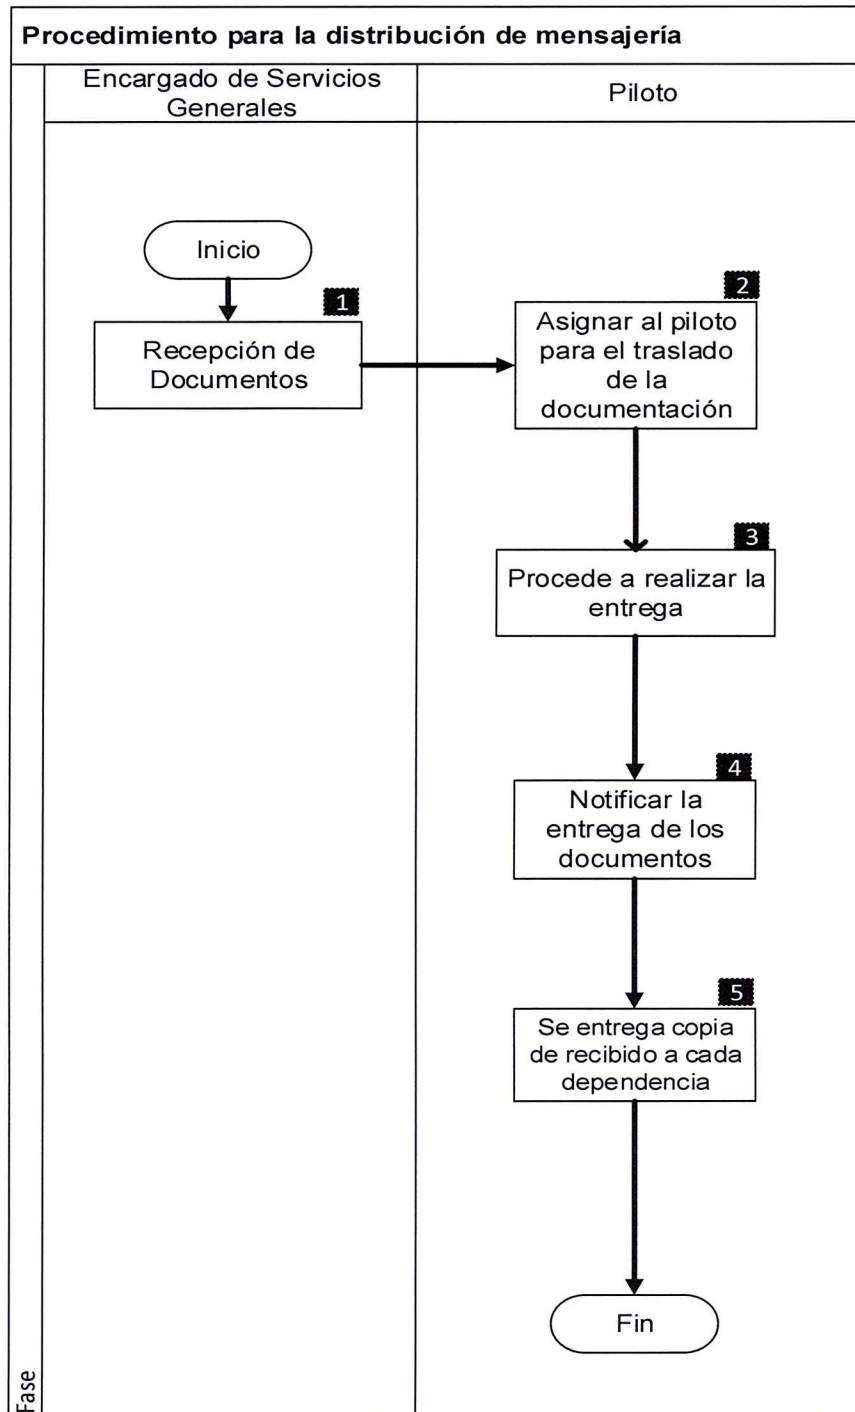 Procedimiento para la distribución de mensajería
Encargado de Servicios
Generales
Piloto
Inicio
1
Recepción de
Documentos
2
Asignar al piloto
para el traslado
de la
documentación
3
Procede a realizar la
entrega
4
Notificar la
entrega de los
documentos
5
Se entrega copia
de recibido a cada
dependencia
Fin
Fase